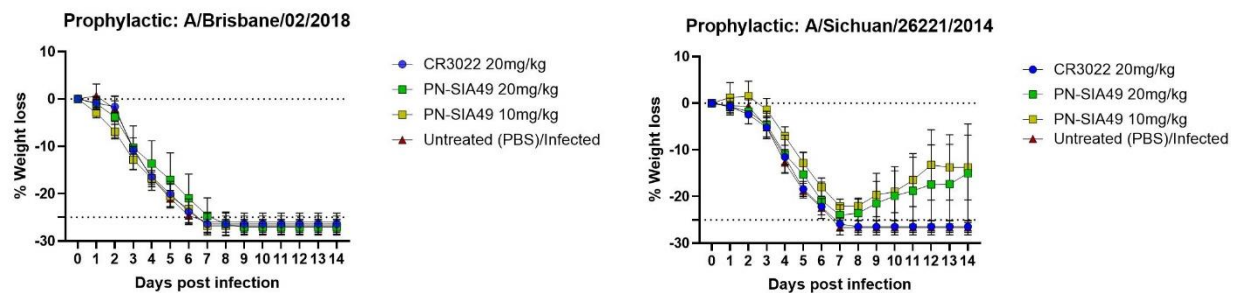 Prophylactic: A/Brisbane/02/2018
% Weight loss
10
0
-10
-20
-30
0 1 2 3 4 5 6 7 8 9 10 11 12 13 14
Days post infection
CR3022 20mg/kg
PN-SIA49 20mg/kg
PN-SIA49 10mg/kg
Untreated (PBS)/Infected
Prophylactic: A/Sichuan/26221/2014
% Weight loss
10
0
-10
-20
-30
0 1 2 3 4 5 6 7 8 9 10 11 12 13 14
Days post infection
CR3022 20mg/kg
PN-SIA49 20mg/kg
PN-SIA49 10mg/kg
Untreated (PBS)/Infected